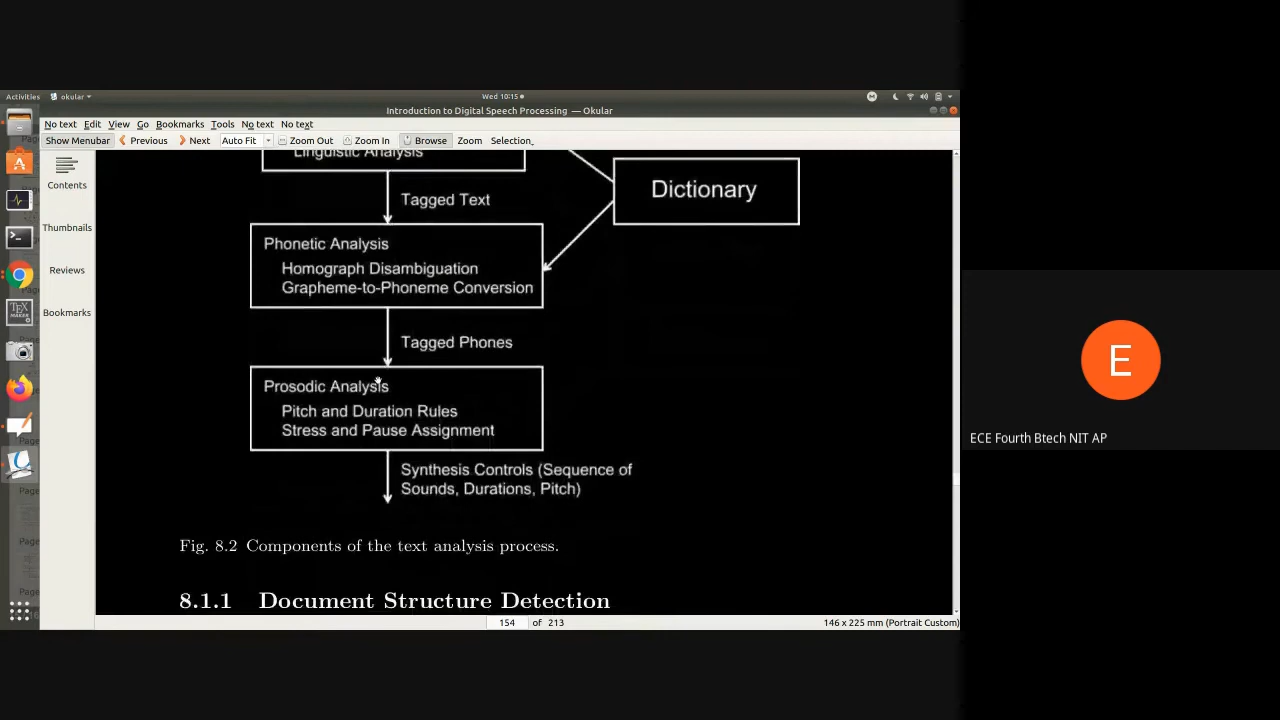 Activities
okular
Wed 10:15
Introduction to Digital Speech Processing — Okular
No text Edit View Go Bookmarks Tools No text No text
Show Menubar Previous Next Auto Fit Zoom Out Zoom In Browse Zoom Selection
Contents
Thumbnails
Reviews
Bookmarks
Linguistic Analysis
Dictionary
Tagged Text
Phonetic Analysis
Homograph Disambiguation
Grapheme-to-Phoneme Conversion
Tagged Phones
Prosodic Analysis
Pitch and Duration Rules
Stress and Pause Assignment
Synthesis Controls (Sequence of
Sounds, Durations, Pitch)
Fig. 8.2 Components of the text analysis process.
8.1.1 Document Structure Detection
154 of 213
146 x 225 mm (Portrait Custom)
E
ECE Fourth Btech NIT AP